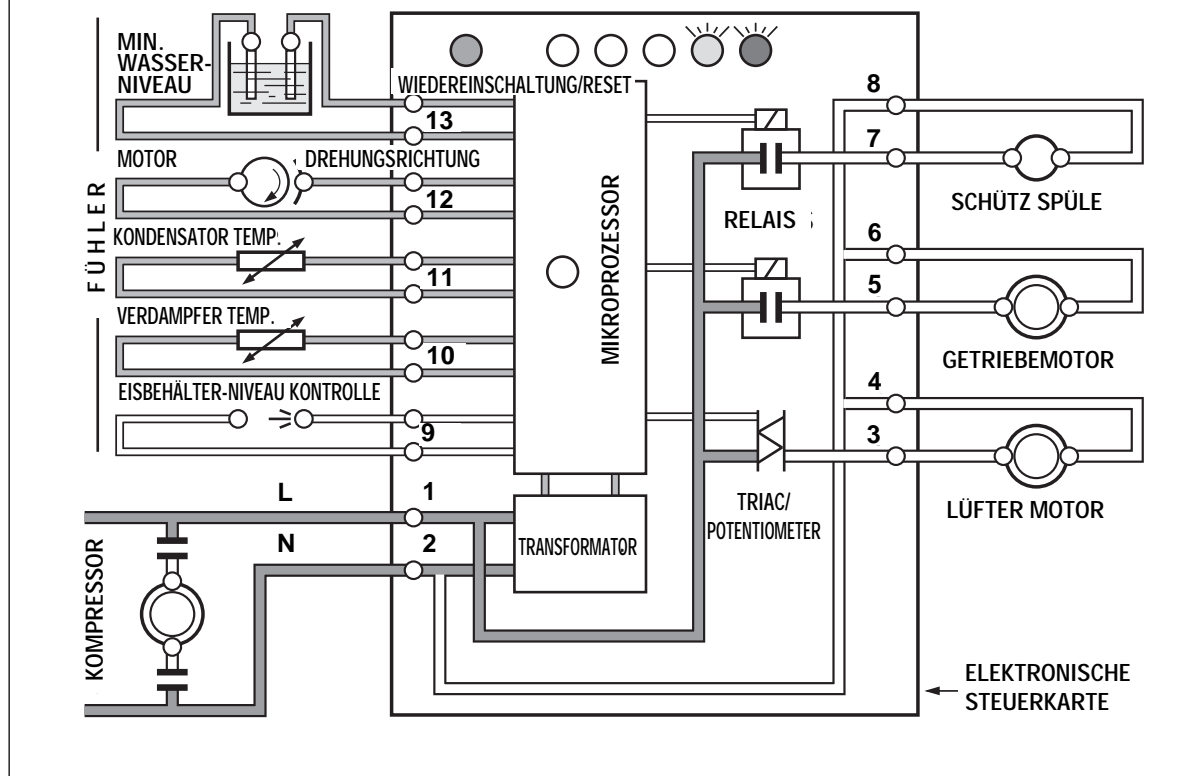 MIN.
WASSER-
NIVEAU
WIEDEREINSCHALTUNG/RESET
13
MOTOR
DREHUNGSRICHTUNG
12
KONDENSATOR TEMP.
11
VERDAMPFER TEMP.
10
EISBEHÄLTER-NIVEAU KONTROLLE
9
FÜHLER
L
1
N
2
KOMPRESSOR
MIKROPROZESSOR
TRANSFORMATOR
RELAIS
TRIAC/
POTENTIOMETER
8
7
SCHÜTZ SPÜLE
6
5
GETRIEBEMOTOR
4
3
LÜFTER MOTOR
ELEKTRONISCHE
STEUERKARTE